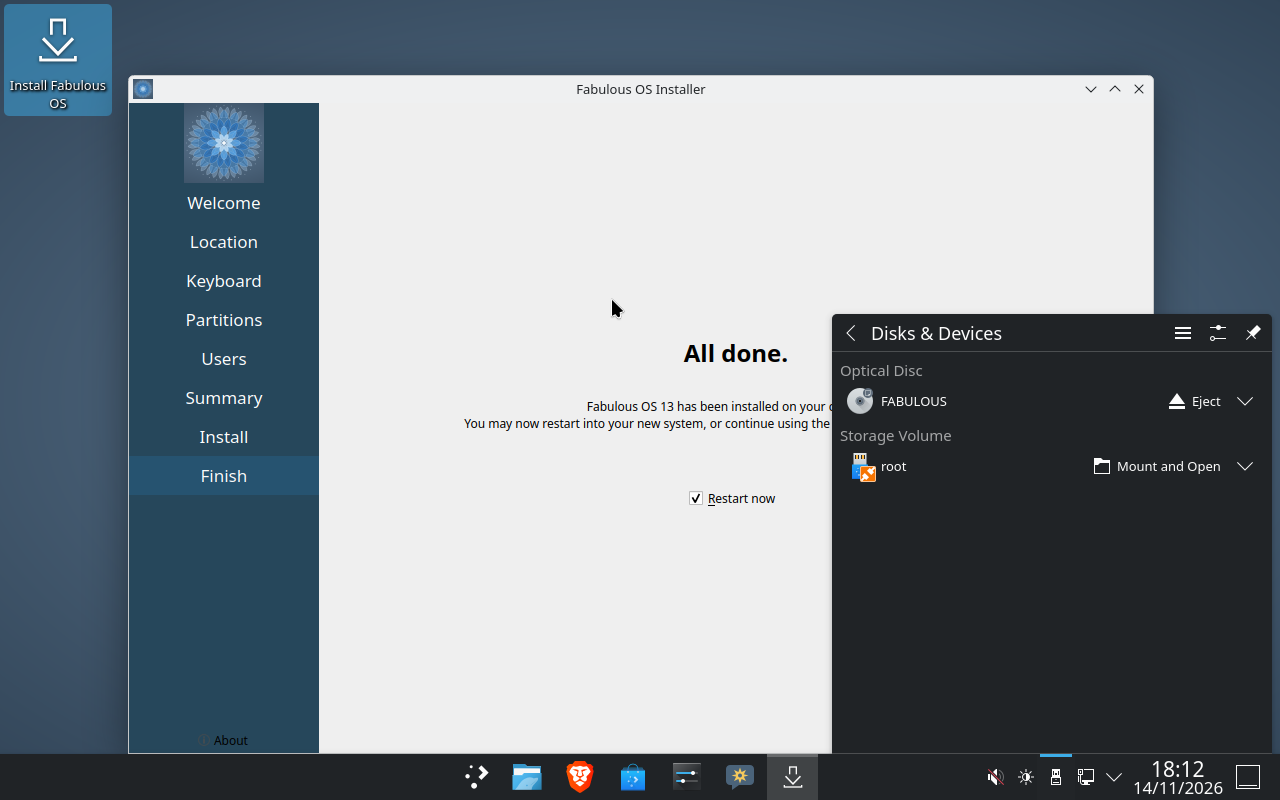 Install Fabulous
OS
Fabulous OS Installer
Welcome
Location
Keyboard
Partitions
Users
Summary
Install
Finish
About
All done.
Fabulous OS 13 has been installed on your
You may now restart into your new system, or continue using the
Restart now
Disks & Devices
Optical Disc
FABULOUS
Eject
Storage Volume
root
Mount and Open
18:12
14/11/2026